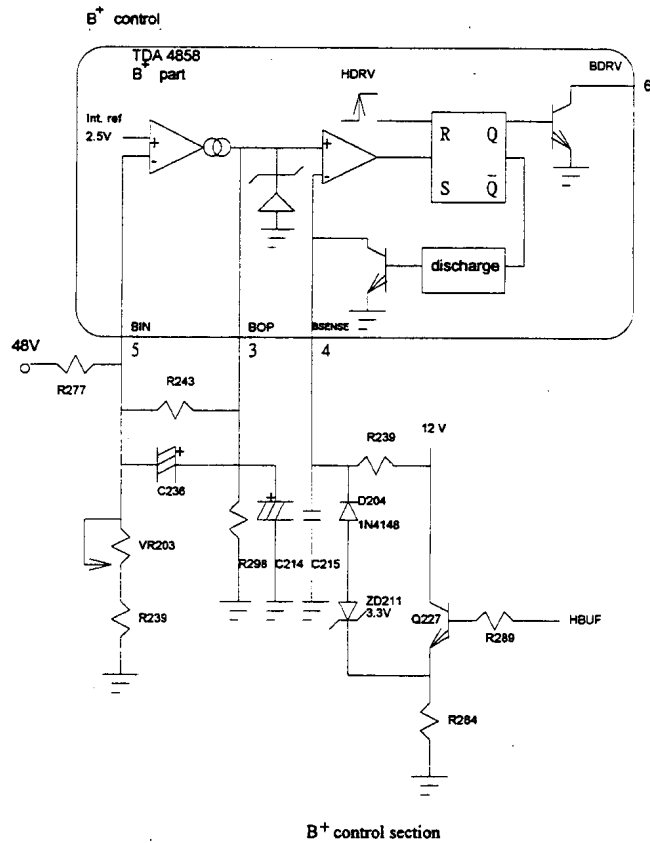 B+ control
TDA 4858
B+ part
HDRV
BDRV
6
Int. ref
2.5V
+
-
+
-
R Q
S Q̅
discharge
BIN
BOP
BSENSE
5
3
4
48V
R277
R243
12 V
R239
+
C236
D204
1N4148
+
VR203
R298
C214
C215
ZD211
3.3V
Q227
HBUF
R289
R239
R284
B+ control section